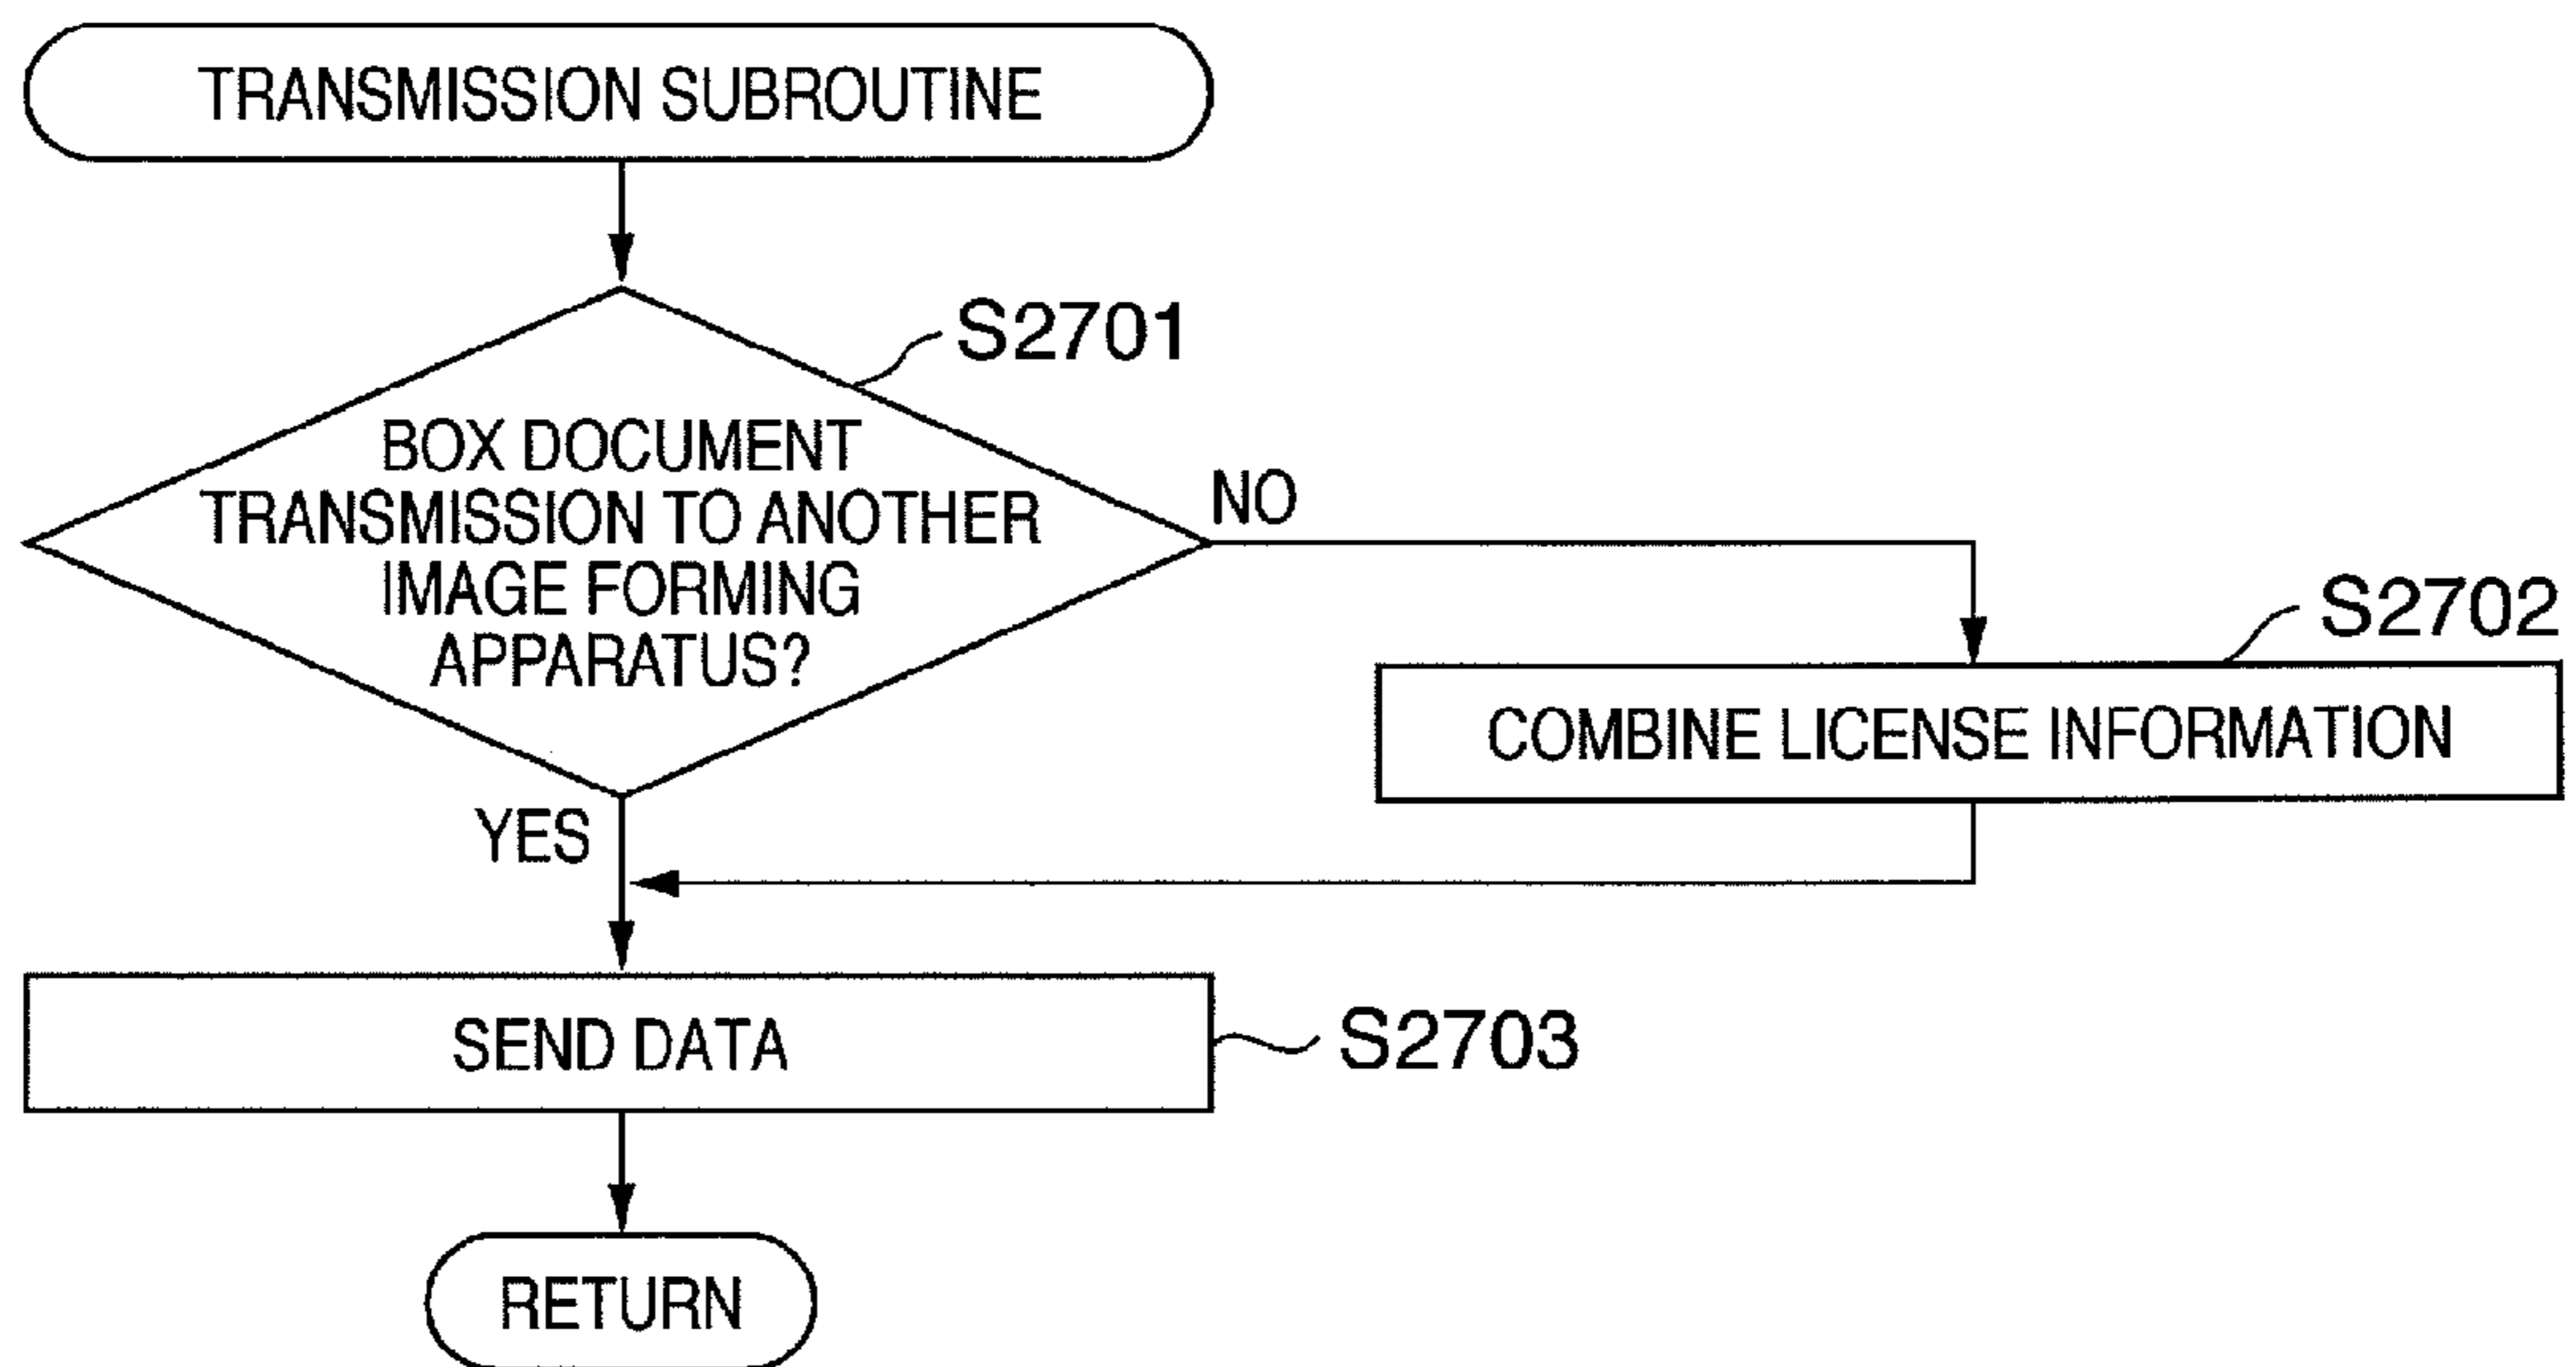 TRANSMISSION SUBROUTINE
S2701
BOX DOCUMENT
TRANSMISSION TO ANOTHER
IMAGE FORMING
APPARATUS?
NO
S2702
COMBINE LICENSE INFORMATION
YES
SEND DATA
S2703
RETURN